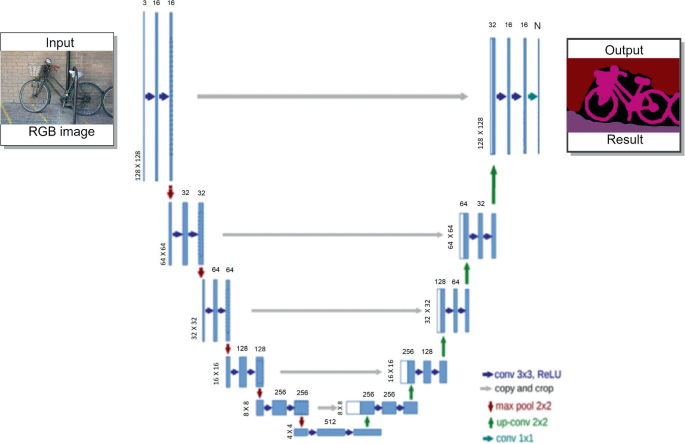 Input
RGB image
3 16 16
128 X 128
32 32
64 X 64
64 64
32 X 32
128 128
16 X 16
256 256
8 X 8
512
4 X 4
256 256
8 X 8
256 128
16 X 16
128 64
32 X 32
64 32
64 X 64
32 16 16 N
128 X 128
Output
Result
conv 3x3, ReLU
copy and crop
max pool 2x2
up-conv 2x2
conv 1x1